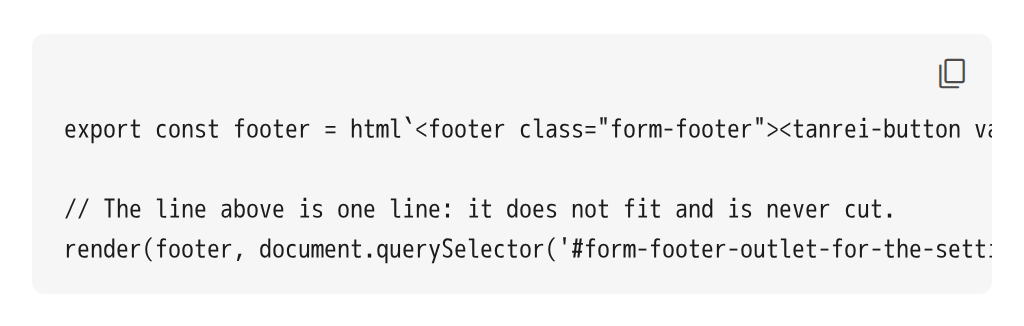 export const footer = html`<footer class="form-footer"><tanrei-button va
// The line above is one line: it does not fit and is never cut.
render(footer, document.querySelector('#form-footer-outlet-for-the-setti